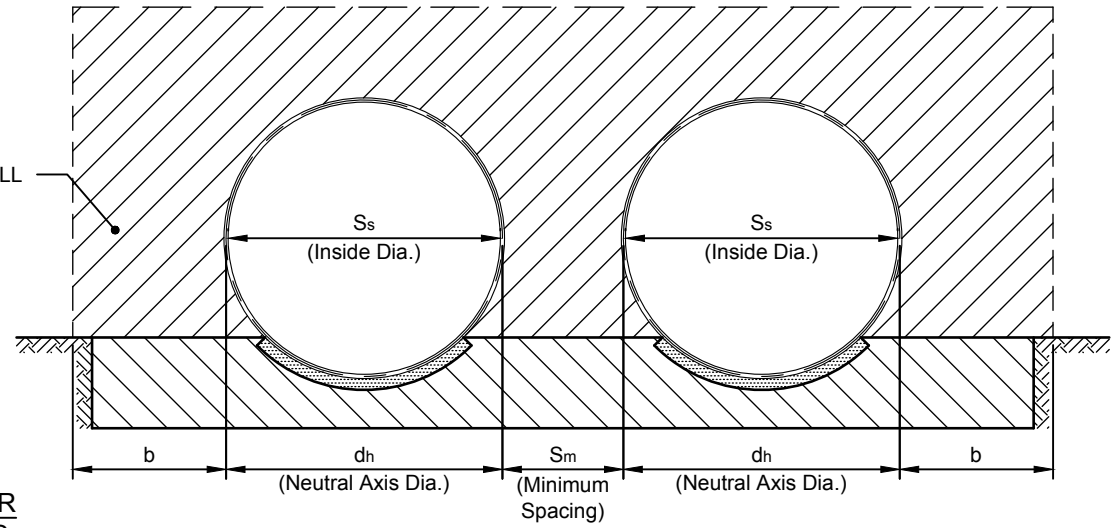 LL
Ss
(Inside Dia.)
Ss
(Inside Dia.)
b
dh
(Neutral Axis Dia.)
Sm
(Minimum
Spacing)
dh
(Neutral Axis Dia.)
b
R